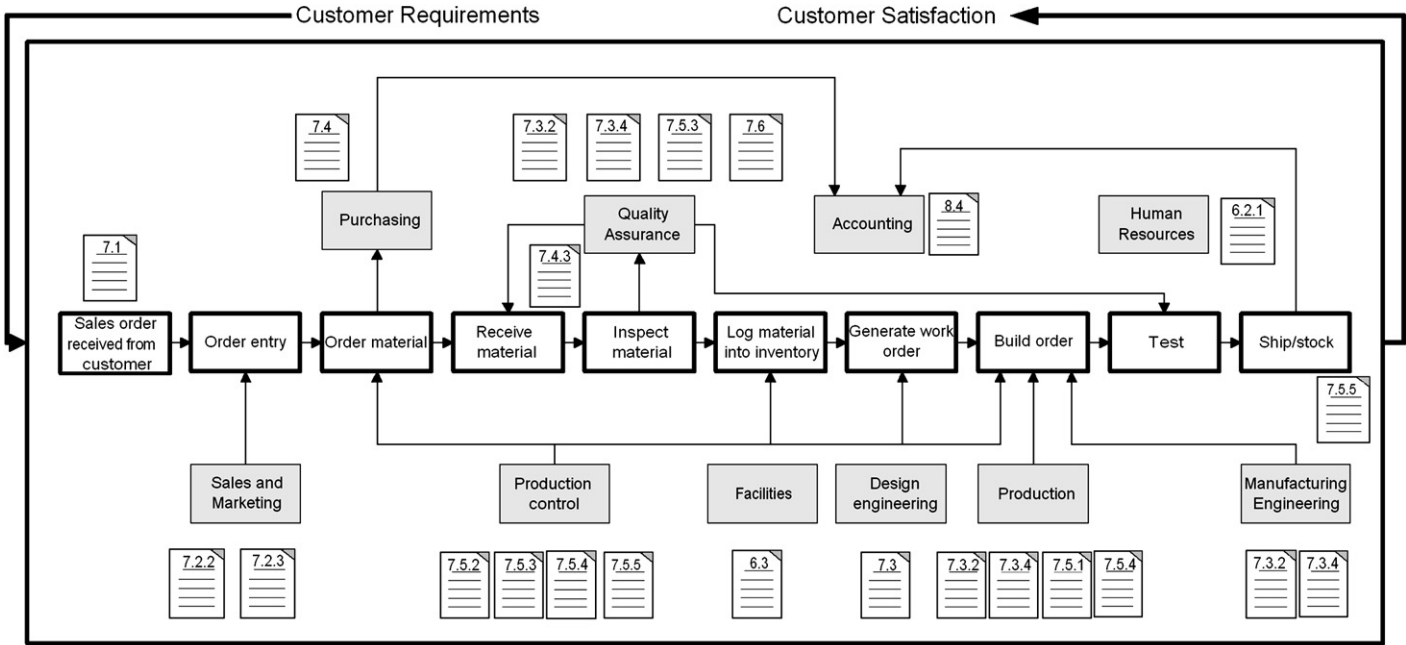 Customer Requirements
Customer Satisfaction
7.4
7.3.2
7.3.4
7.5.3
7.6
Purchasing
Quality
Assurance
Accounting
8.4
Human
Resources
6.2.1
7.1
7.4.3
Sales order
received from
customer
Order entry
Order material
Receive
material
Inspect
material
Log material
into inventory
Generate work
order
Build order
Test
Ship/stock
7.5.5
Sales and
Marketing
Production
control
Facilities
Design
engineering
Production
Manufacturing
Engineering
7.2.2
7.2.3
7.5.2
7.5.3
7.5.4
7.5.5
6.3
7.3
7.3.2
7.3.4
7.5.1
7.5.4
7.3.2
7.3.4